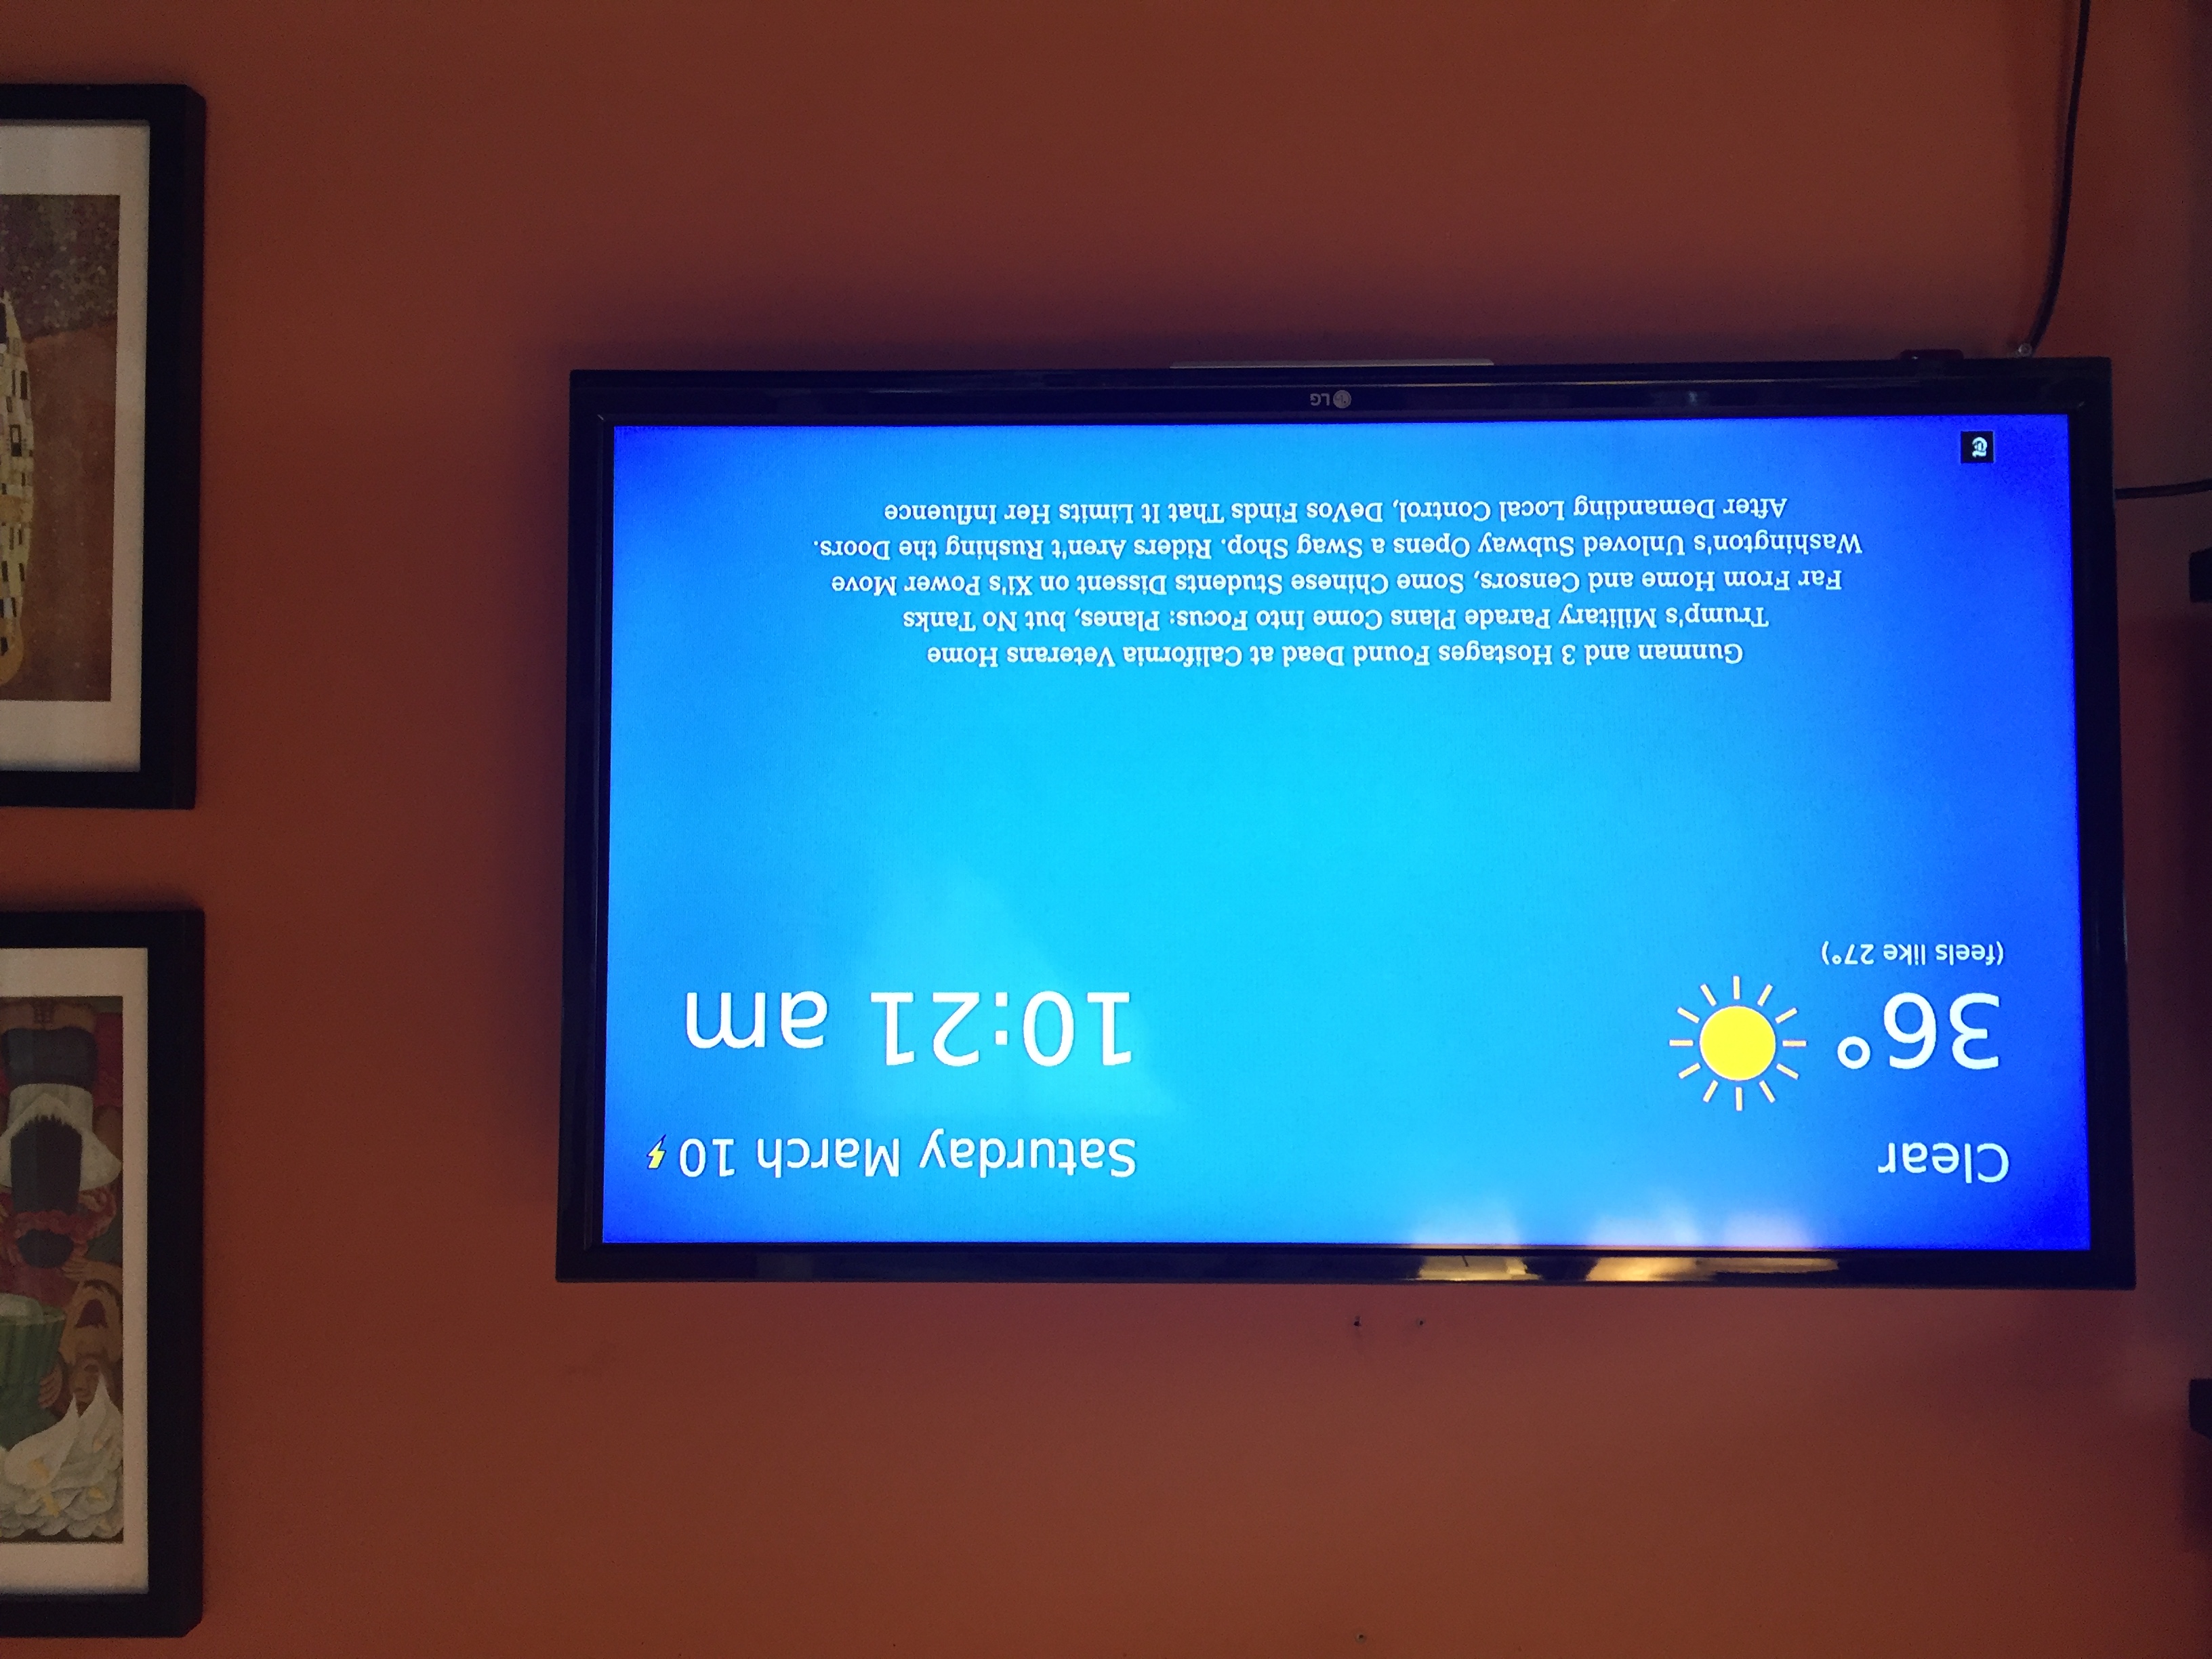 Clear
Saturday March 10
36°
10:21 am
(feels like 27°)
Gunman and 3 Hostages Found Dead at California Veterans Home
Trump's Military Parade Plans Come Into Focus: Planes, but No Tanks
Far From Home and Censors, Some Chinese Students Dissent on Xi's Power Move
Washington's Unloved Subway Opens a Swag Shop. Riders Aren't Rushing the Doors.
After Demanding Local Control, DeVos Finds That It Limits Her Influence
T
LG